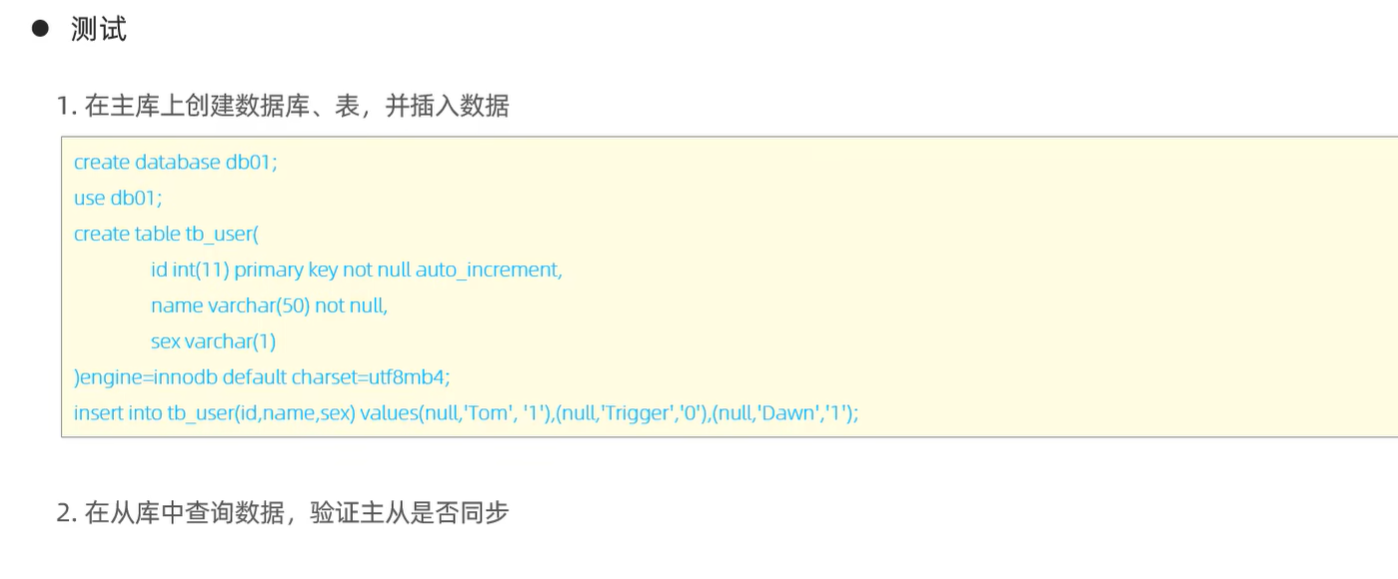 ● 测试
1. 在主库上创建数据库、表，并插入数据
create database db01;
use db01;
create table tb_user(
id int(11) primary key not null auto_increment,
name varchar(50) not null,
sex varchar(1)
)engine=innodb default charset=utf8mb4;
insert into tb_user(id,name,sex) values(null,'Tom', '1'),(null,'Trigger','0'),(null,'Dawn','1');
2. 在从库中查询数据，验证主从是否同步